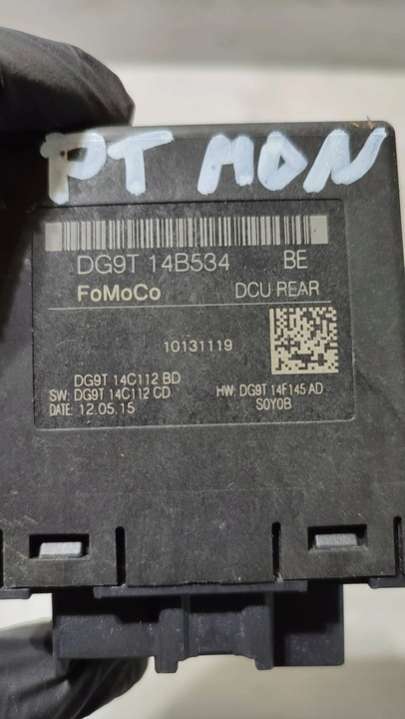 PT MDN
DG9T 14B534 BE
FoMoCo DCU REAR
10131119
DG9T 14C112 BD
SW: DG9T 14C112 CD HW: DG9T 14F145 AD
DATE: 12.05.15 S0Y0B